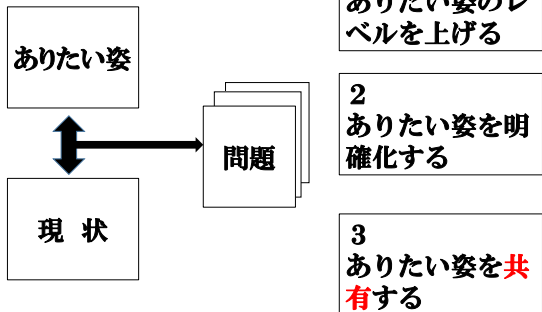 ありたい姿
現 状
問題
ありたい姿のレ
ベルを上げる
2
ありたい姿を明
確化する
3
ありたい姿を共
有する